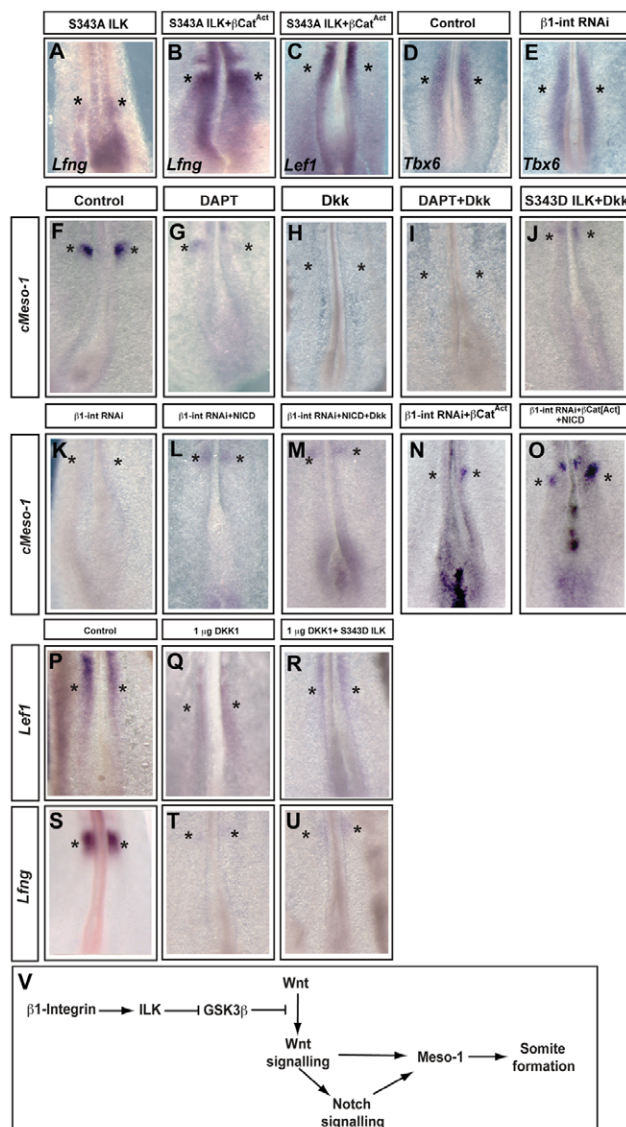 S343A ILK
S343A ILK+βCat^Act
S343A ILK+βCat^Act
Control
β1-int RNAi
A
B
C
D
E
* *
* *
* *
* *
* *
Lfng
Lfng
Lef1
Tbx6
Tbx6
Control
DAPT
Dkk
DAPT+Dkk
S343D ILK+Dkk
cMeso-1
F
G
H
I
J
* *
* *
* *
* *
* *
β1-int RNAi
β1-int RNAi+NICD
β1-int RNAi+NICD+Dkk
β1-int RNAi+βCat^Act
β1-int RNAi+βCat[Act]
+NICD
cMeso-1
K
L
M
N
O
* *
* *
* *
* *
* *
Control
1 μg DKK1
1 μg DKK1+ S343D ILK
Lef1
P
Q
R
* *
* *
* *
Lfng
S
T
U
* *
* *
* *
V
Wnt
β1-Integrin ILK GSK3β
Wnt
signalling
Meso-1
Somite
formation
Notch
signalling